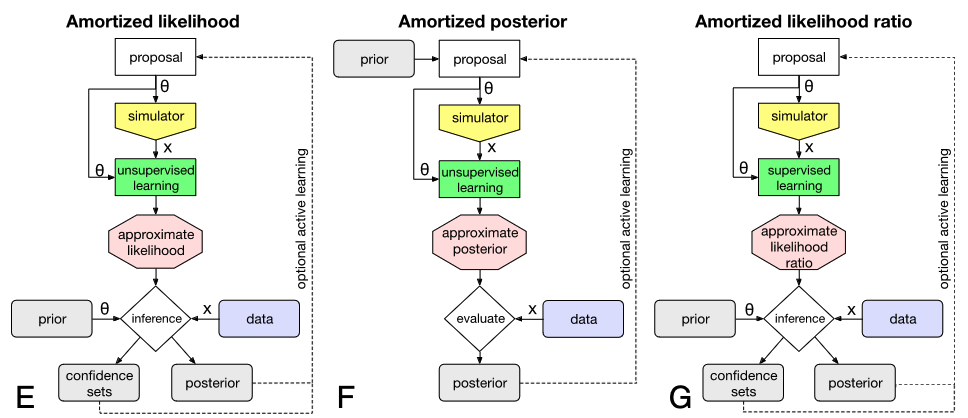 Amortized likelihood
proposal
θ
simulator
x
θ
unsupervised
learning
approximate
likelihood
optional active learning
prior
θ
inference
x
data
confidence
sets
posterior
E
Amortized posterior
prior
proposal
θ
simulator
x
θ
unsupervised
learning
approximate
posterior
optional active learning
evaluate
x
data
posterior
F
Amortized likelihood ratio
proposal
θ
simulator
x
θ
supervised
learning
approximate
likelihood
ratio
optional active learning
prior
θ
inference
x
data
confidence
sets
posterior
G